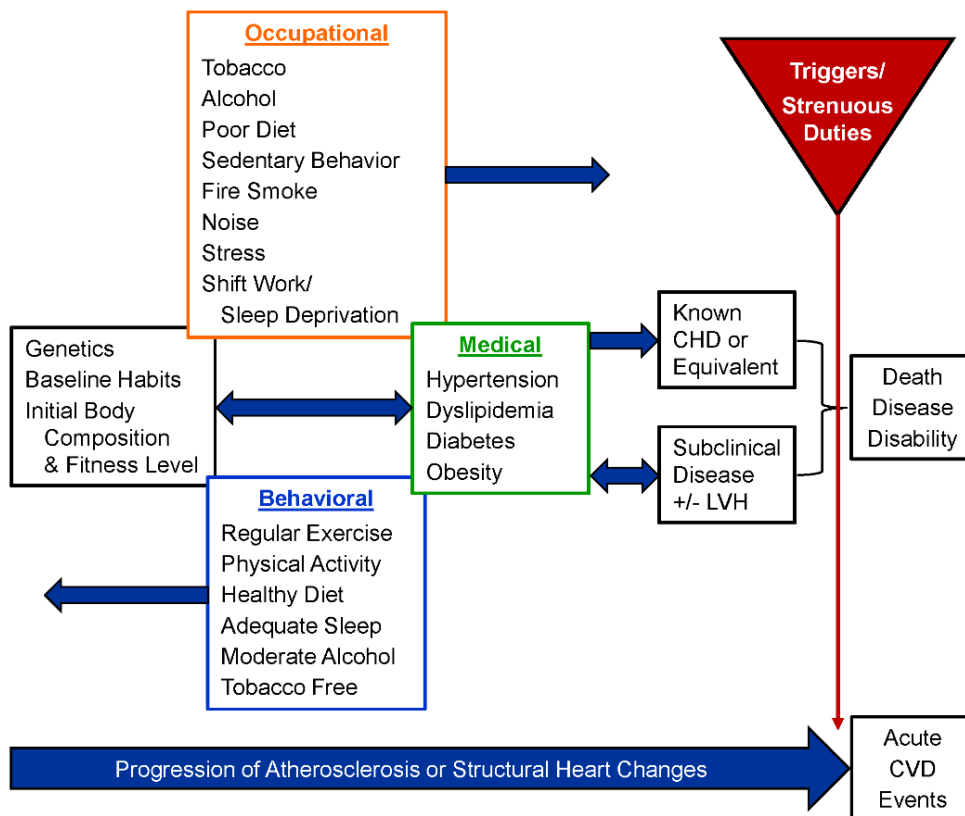 Occupational
Tobacco
Alcohol
Poor Diet
Sedentary Behavior
Fire Smoke
Noise
Stress
Shift Work/
Sleep Deprivation
Triggers/
Strenuous
Duties
Genetics
Baseline Habits
Initial Body
Composition
& Fitness Level
Medical
Hypertension
Dyslipidemia
Diabetes
Obesity
Known
CHD or
Equivalent
Subclinical
Disease
+/- LVH
Death
Disease
Disability
Behavioral
Regular Exercise
Physical Activity
Healthy Diet
Adequate Sleep
Moderate Alcohol
Tobacco Free
Progression of Atherosclerosis or Structural Heart Changes
Acute
CVD
Events